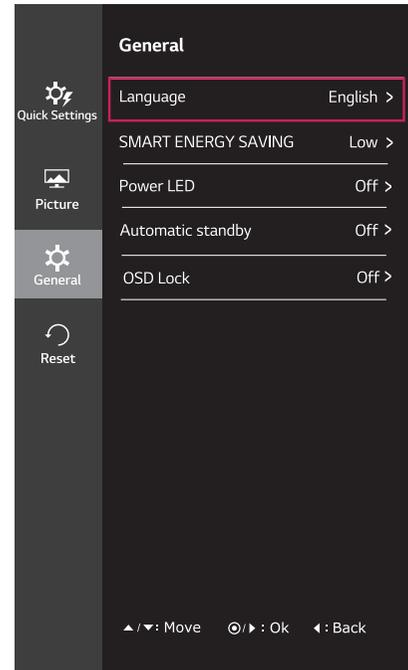 General
Quick Settings
Language English >
SMART ENERGY SAVING Low >
Picture
Power LED Off >
Automatic standby Off >
General
OSD Lock Off >
Reset
▲/▼: Move ◉/▶ : Ok ◀ : Back